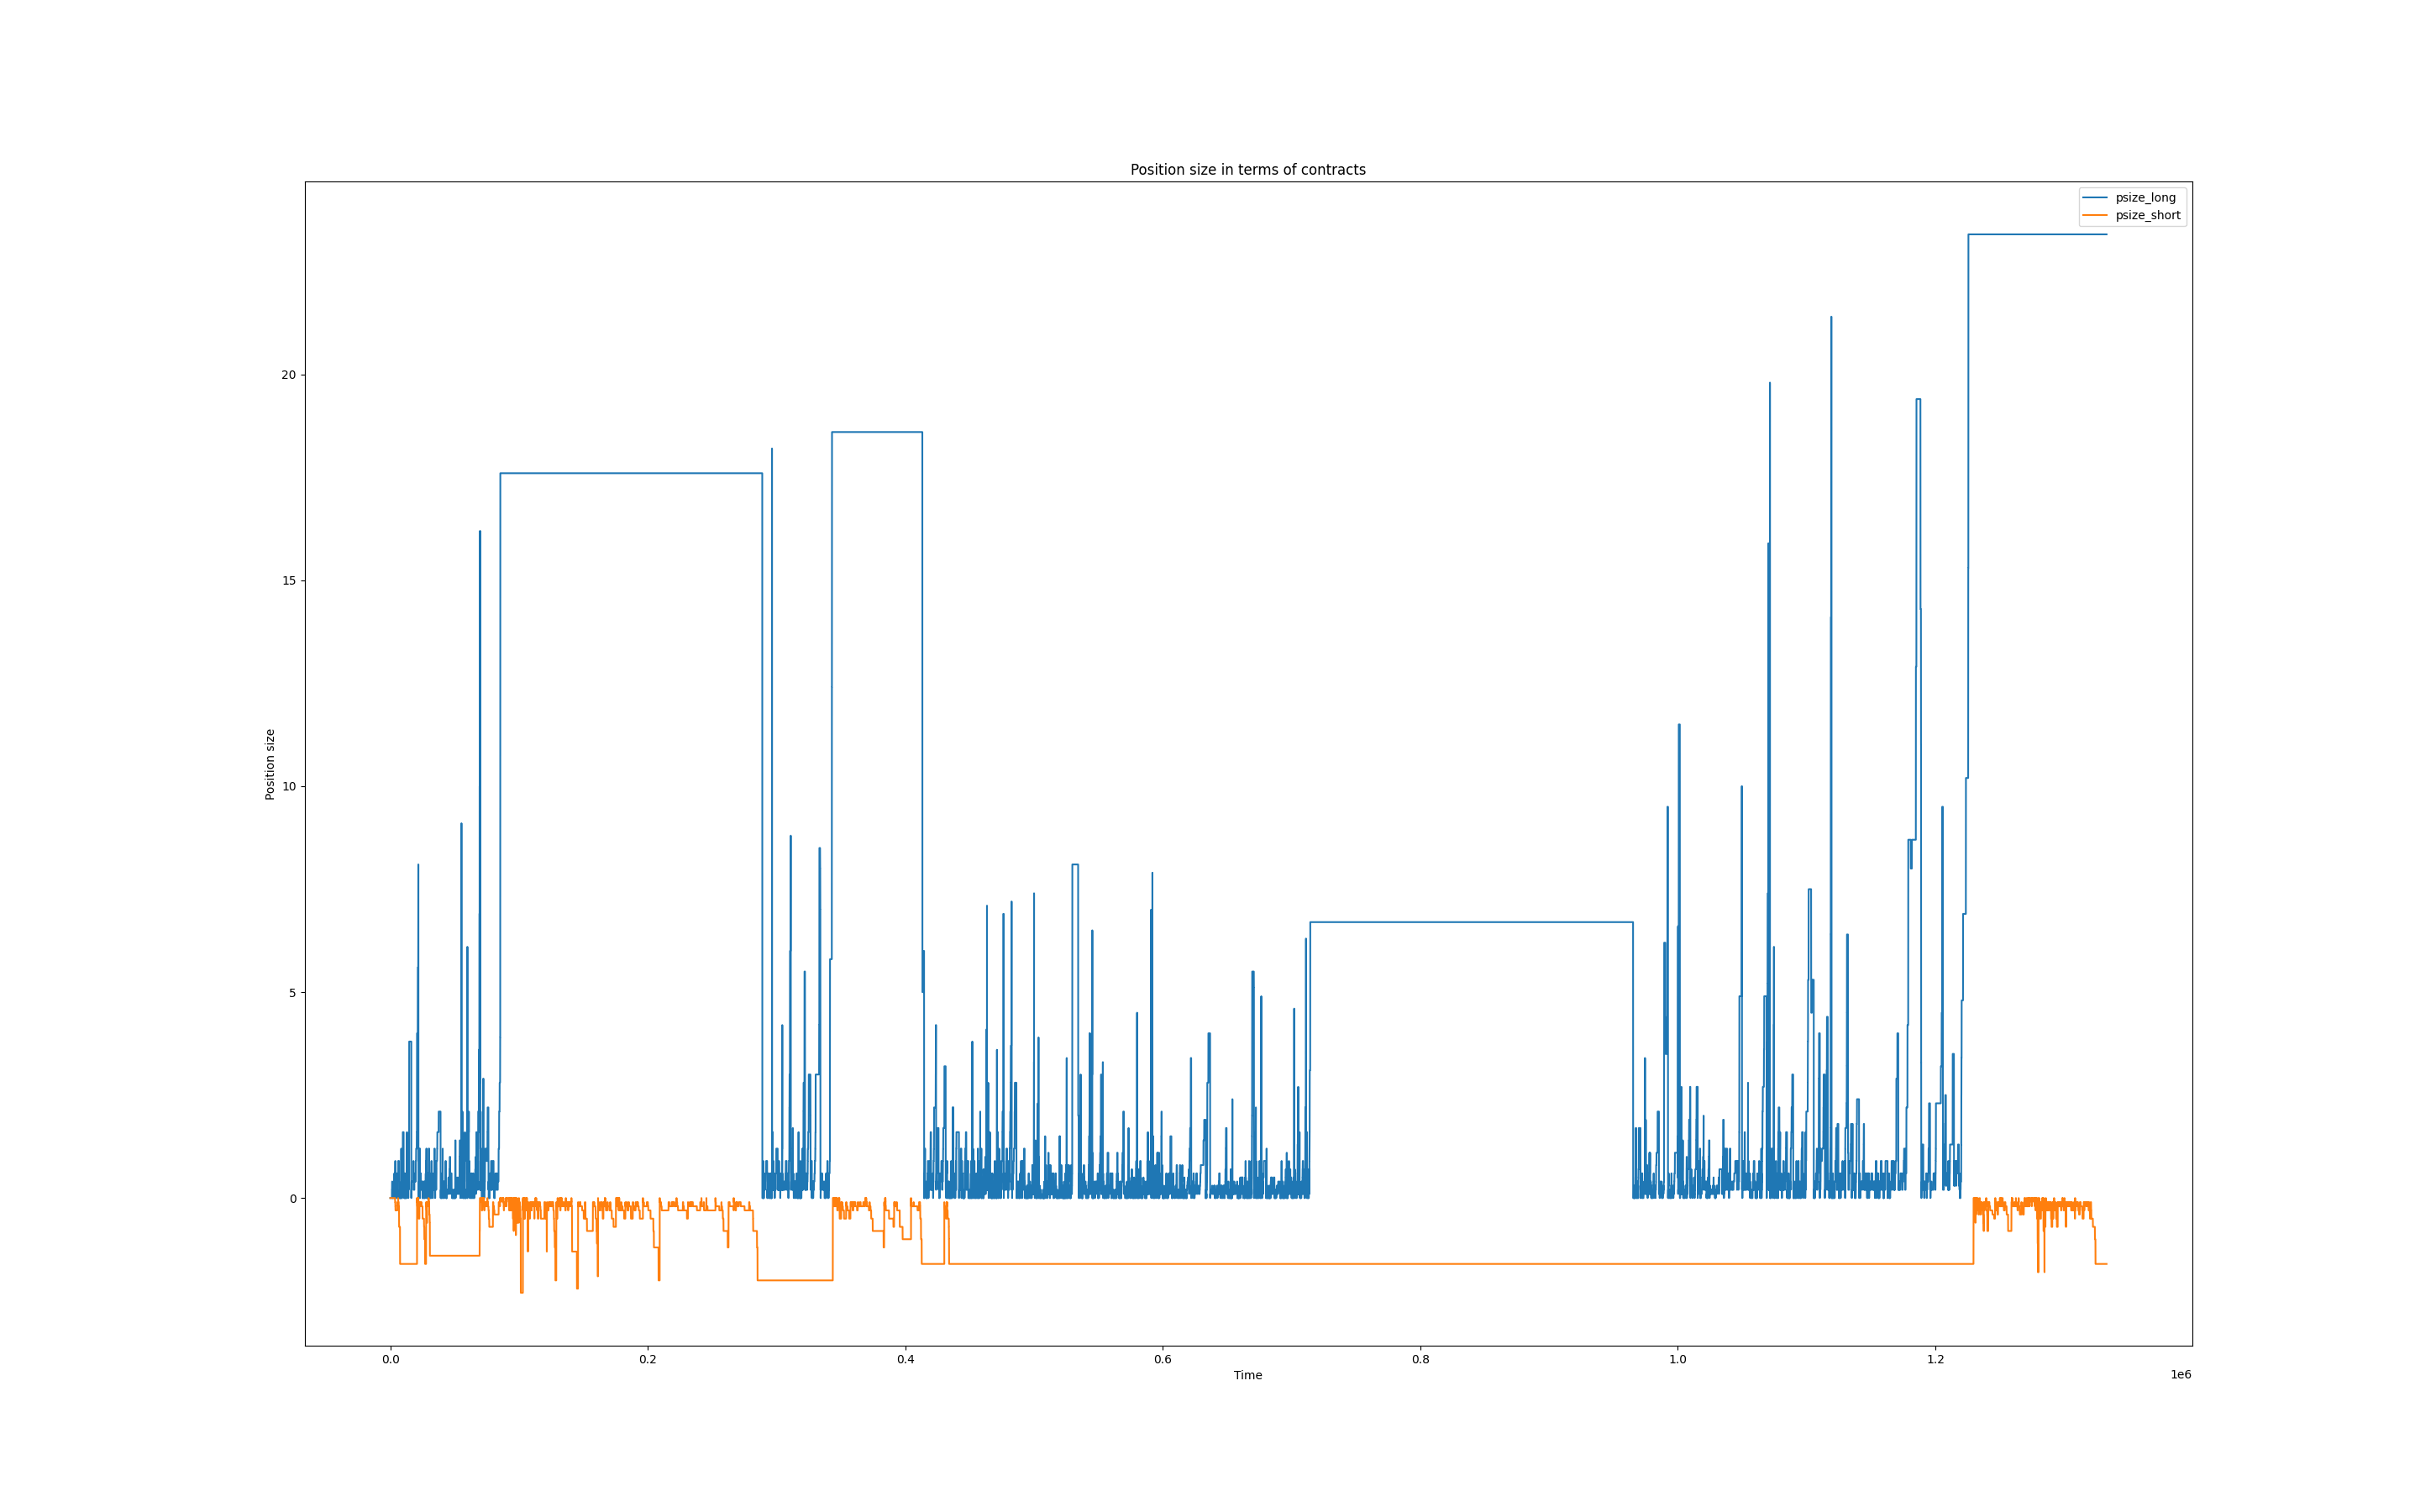 Position size in terms of contracts
psize_long
psize_short
20
15
10
5
0
Position size
0.0 0.2 0.4 0.6 0.8 1.0 1.2
1e6
Time